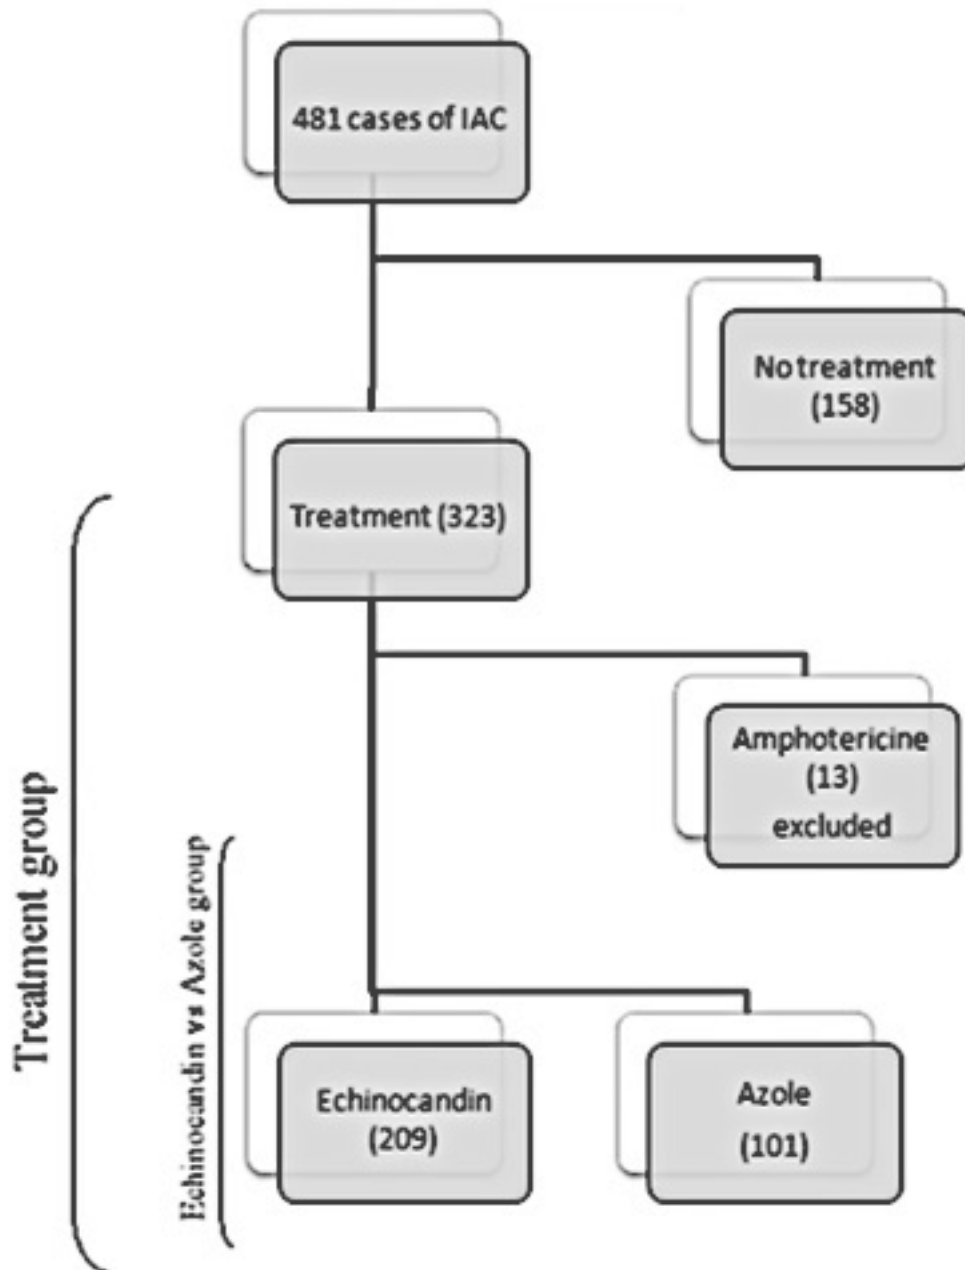 481 cases of IAC
No treatment
(158)
Treatment (323)
Amphotericine
(13)
excluded
Treatment group
Echinocandin vs Azole group
Echinocandin
(209)
Azole
(101)